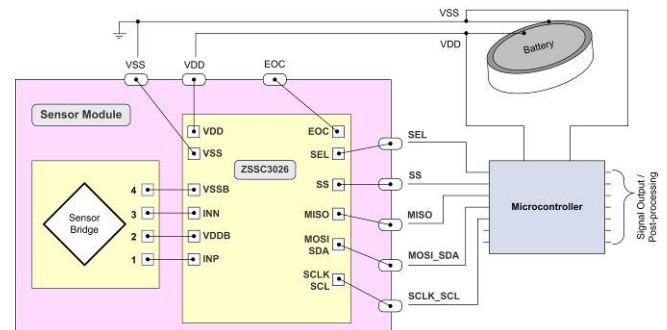 VSS
VDD
Battery
VSS
VDD
EOC
Sensor Module
VDD
VSS
ZSSC3026
EOC
SEL
SS
MISO
MOSI
SDA
SCLK
SCL
VSSB
INN
VDDB
INP
4
3
2
1
Sensor
Bridge
SEL
SS
MISO
MOSI_SDA
SCLK_SCL
Microcontroller
Signal Output /
Post-processing